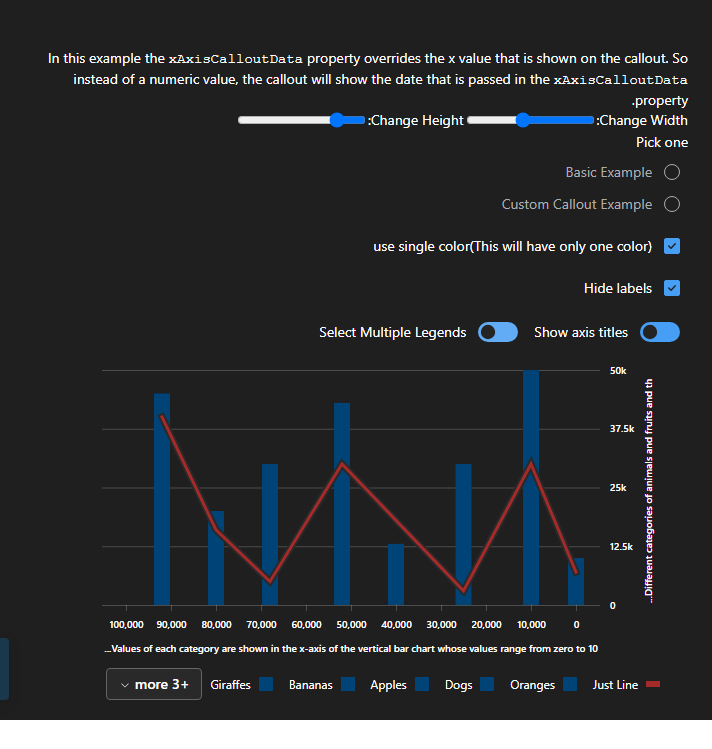 In this example the xAxisCalloutData property overrides the x value that is shown on the callout. So
instead of a numeric value, the callout will show the date that is passed in the xAxisCalloutData
.property
:Change Width
:Change Height
Pick one
Basic Example
Custom Callout Example
use single color(This will have only one color)
Hide labels
Show axis titles
Select Multiple Legends
50k
37.5k
25k
12.5k
0
...Different categories of animals and fruits and th
100,000 90,000 80,000 70,000 60,000 50,000 40,000 30,000 20,000 10,000 0
...Values of each category are shown in the x-axis of the vertical bar chart whose values range from zero to 10
more 3+ Giraffes Bananas Apples Dogs Oranges Just Line